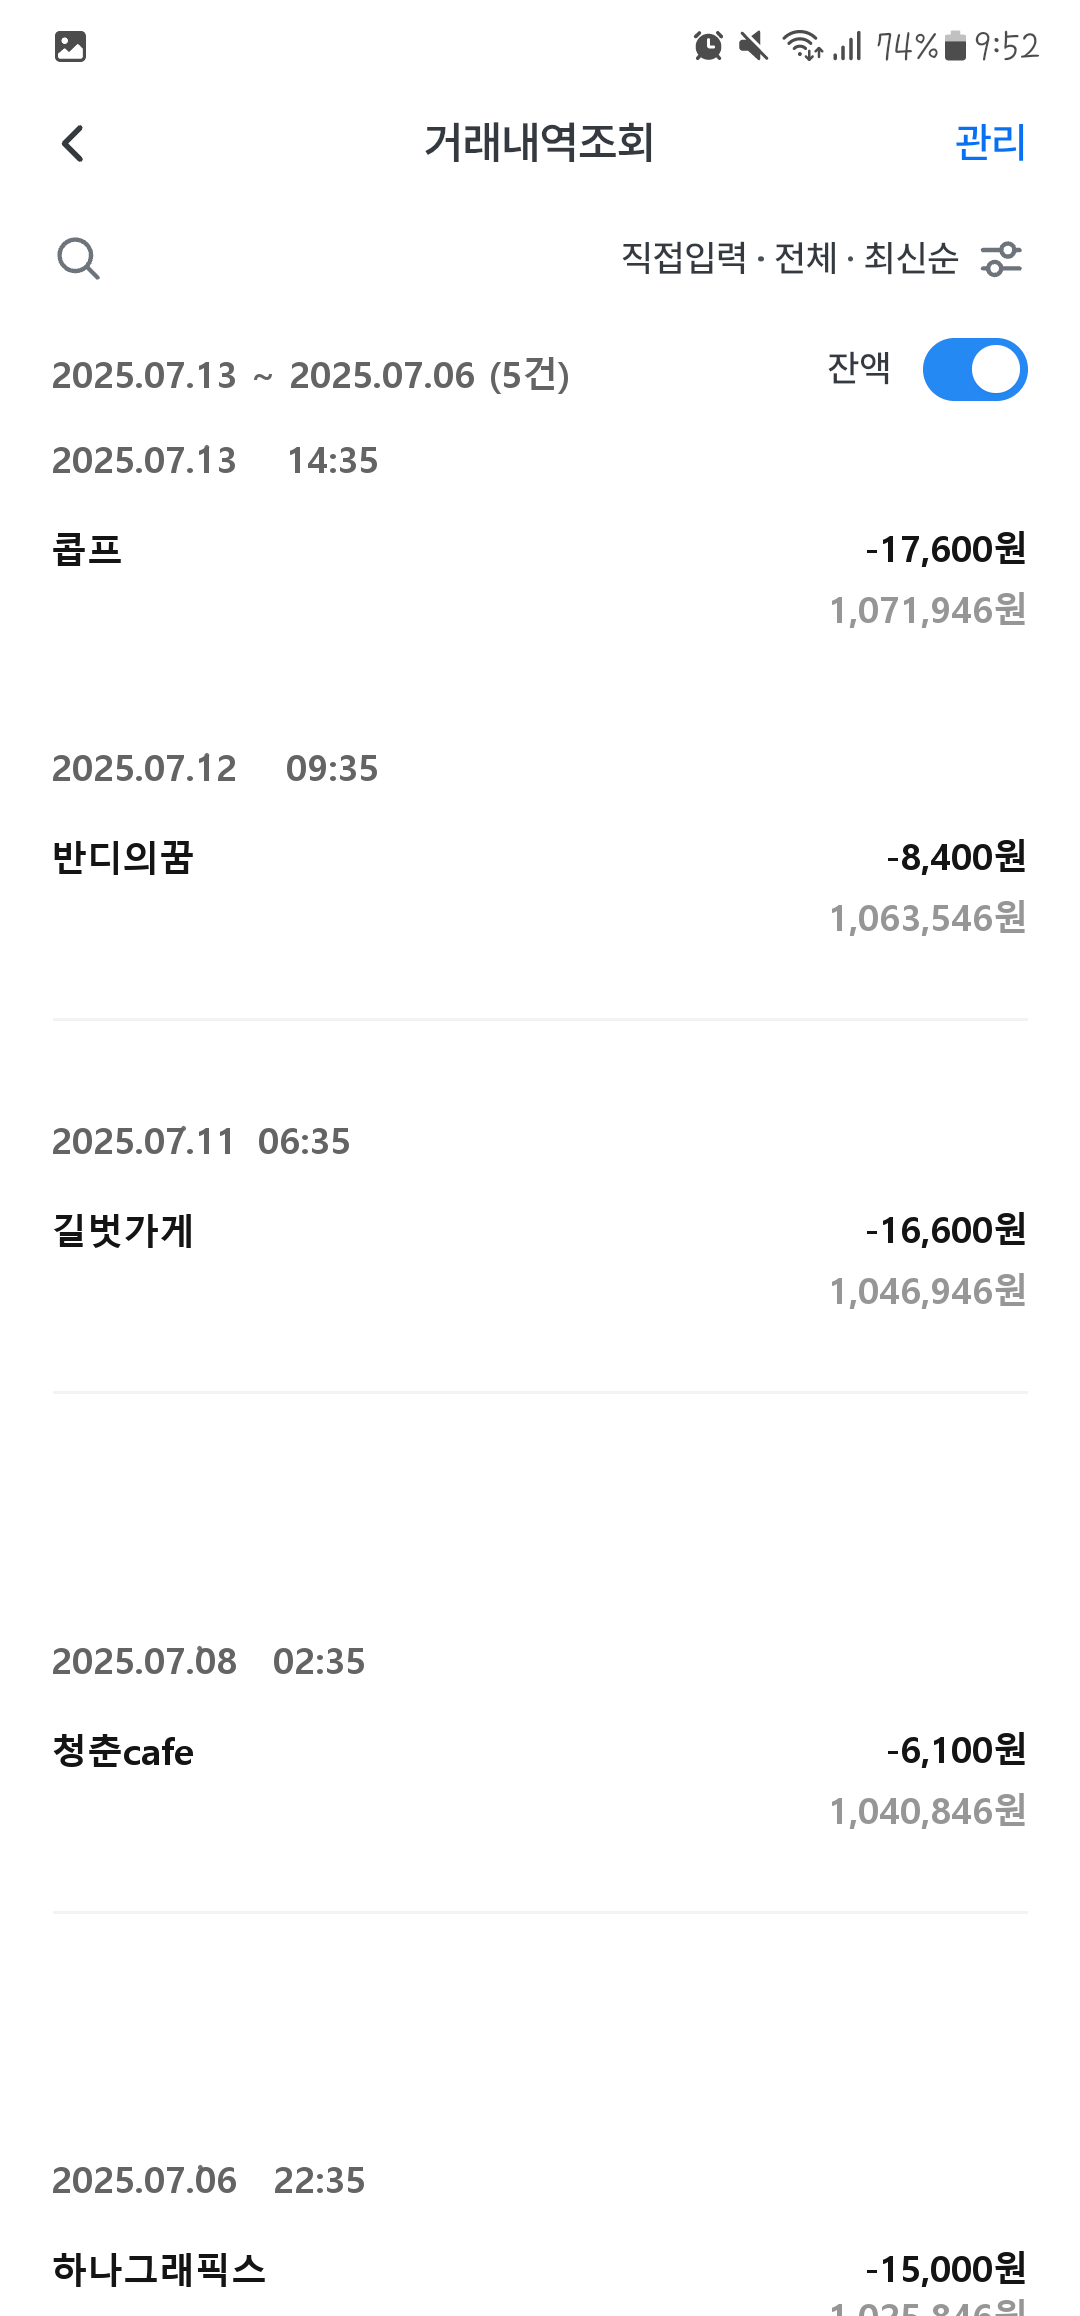 74% 9:52
거래내역조회 관리
직접입력 · 전체 · 최신순
2025.07.13 ~ 2025.07.06 (5건) 잔액
2025.07.13 14:35
콥프 -17,600원
1,071,946원
2025.07.12 09:35
반디의꿈 -8,400원
1,063,546원
2025.07.11 06:35
길벗가게 -16,600원
1,046,946원
2025.07.08 02:35
청춘cafe -6,100원
1,040,846원
2025.07.06 22:35
하나그래픽스 -15,000원
1,025,846원